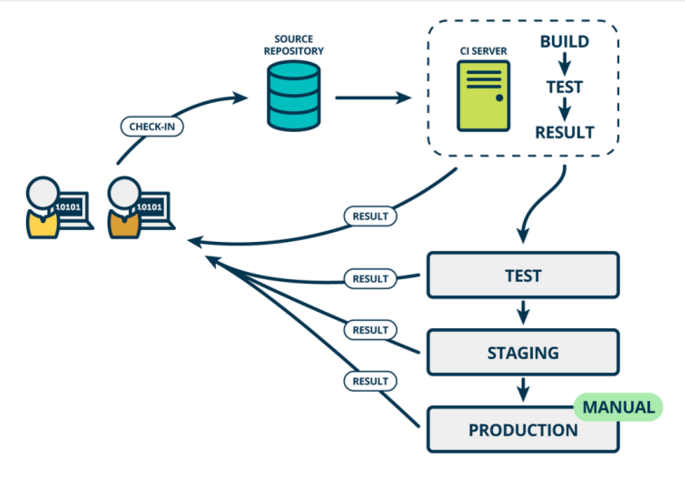 SOURCE
REPOSITORY
CI SERVER
BUILD
TEST
RESULT
CHECK-IN
10101
10101
RESULT
RESULT
TEST
RESULT
STAGING
RESULT
MANUAL
PRODUCTION